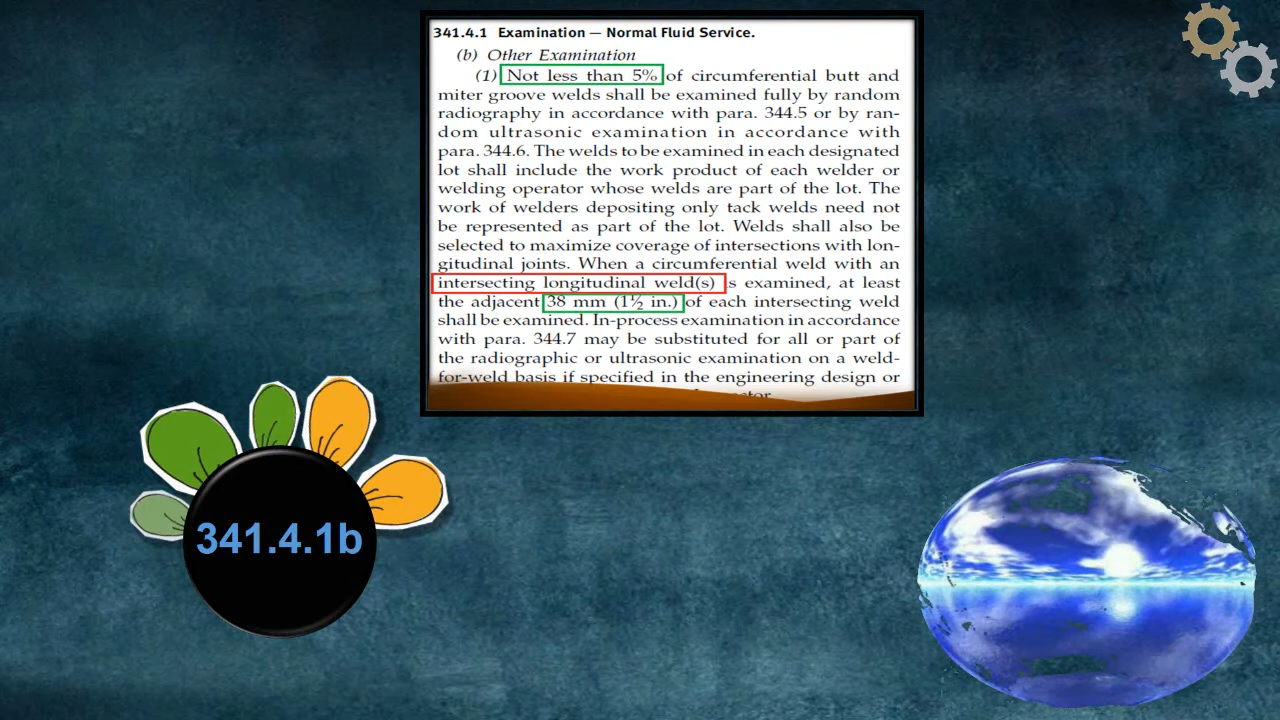 341.4.1 Examination — Normal Fluid Service.
(b) Other Examination
(1) Not less than 5% of circumferential butt and
miter groove welds shall be examined fully by random
radiography in accordance with para. 344.5 or by ran-
dom ultrasonic examination in accordance with
para. 344.6. The welds to be examined in each designated
lot shall include the work product of each welder or
welding operator whose welds are part of the lot. The
work of welders depositing only tack welds need not
be represented as part of the lot. Welds shall also be
selected to maximize coverage of intersections with lon-
gitudinal joints. When a circumferential weld with an
intersecting longitudinal weld(s) is examined, at least
the adjacent 38 mm (1½ in.) of each intersecting weld
shall be examined. In-process examination in accordance
with para. 344.7 may be substituted for all or part of
the radiographic or ultrasonic examination on a weld-
for-weld basis if specified in the engineering design or
341.4.1b